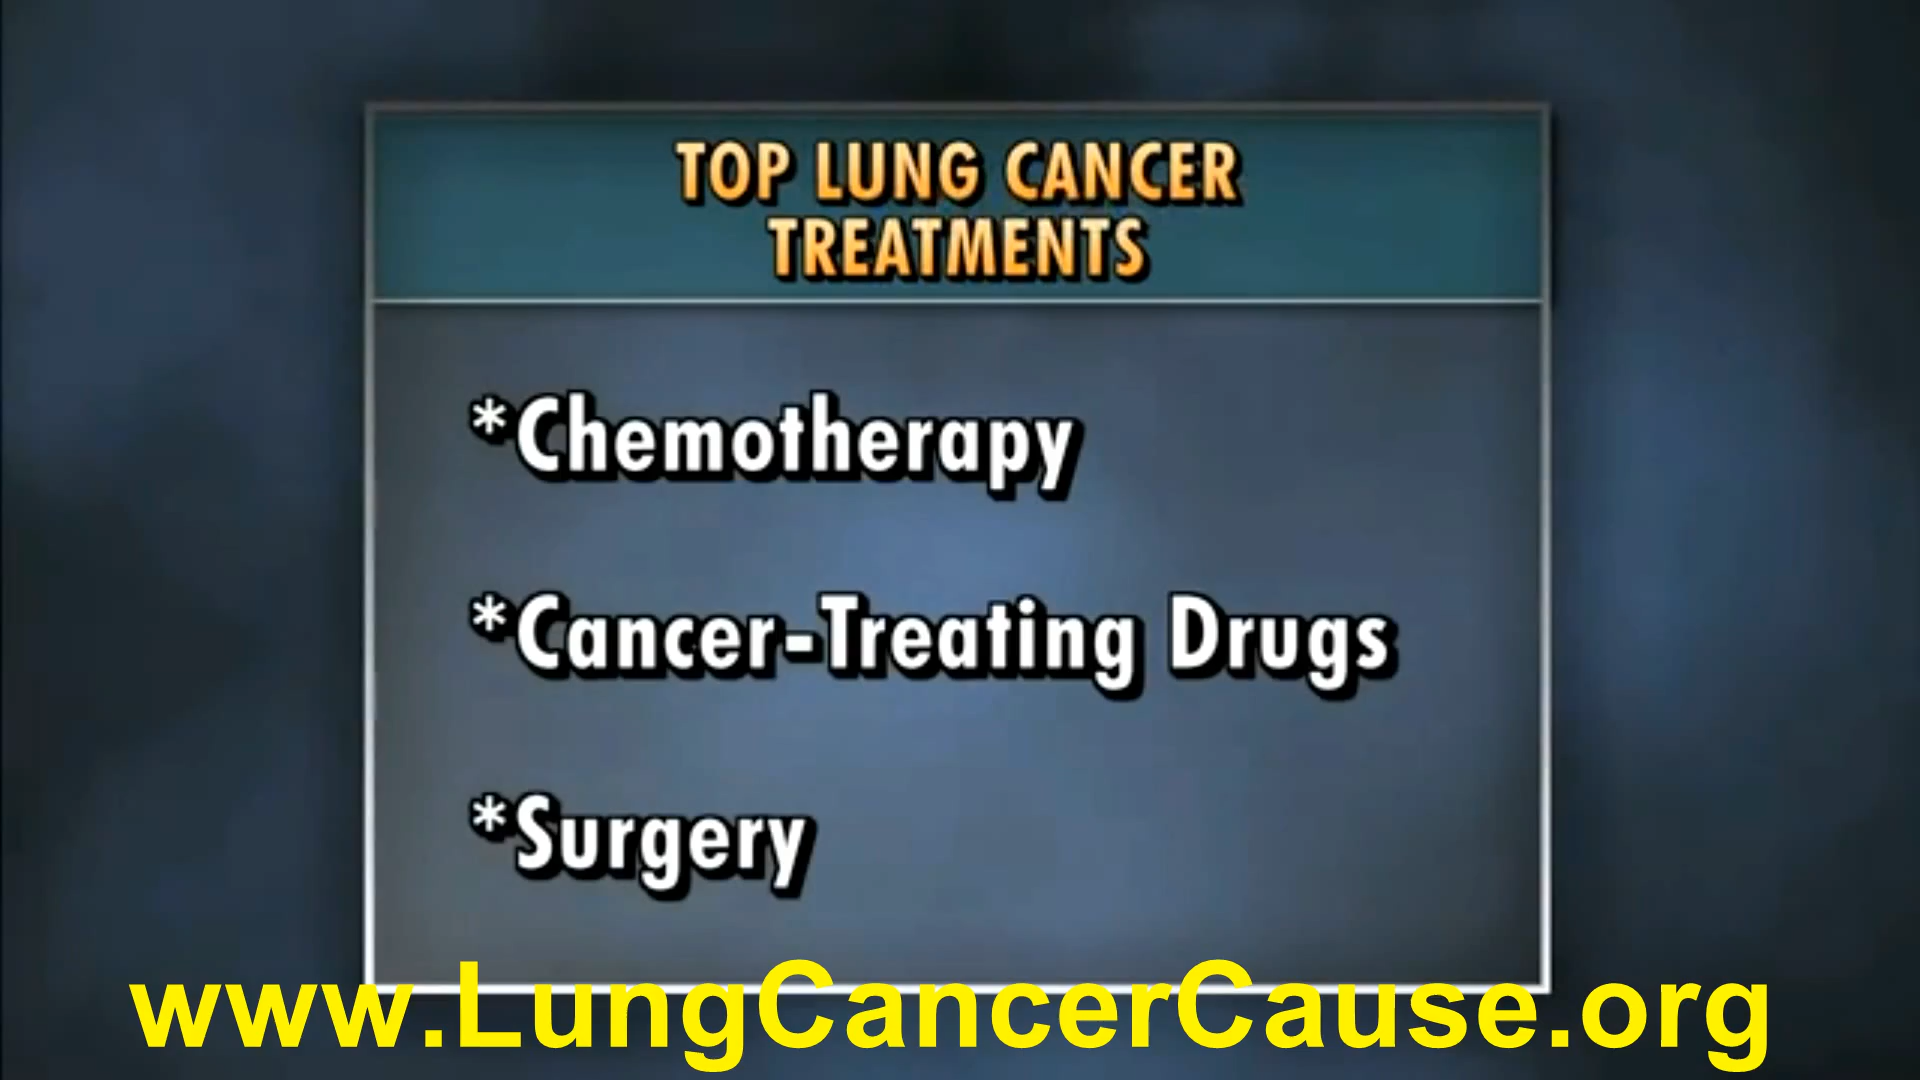 TOP LUNG CANCER
TREATMENTS
*Chemotherapy
*Cancer-Treating Drugs
*Surgery
www.LungCancerCause.org